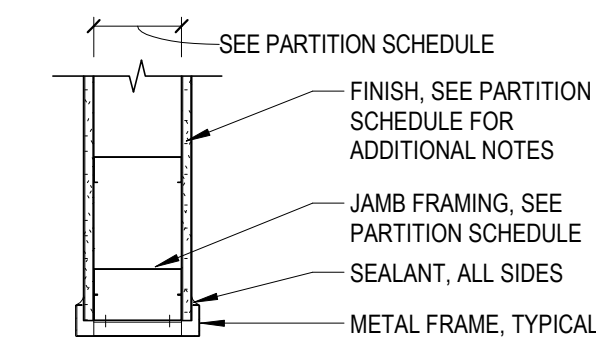 SEE PARTITION SCHEDULE
FINISH, SEE PARTITION
SCHEDULE FOR
ADDITIONAL NOTES
JAMB FRAMING, SEE
PARTITION SCHEDULE
SEALANT, ALL SIDES
METAL FRAME, TYPICAL